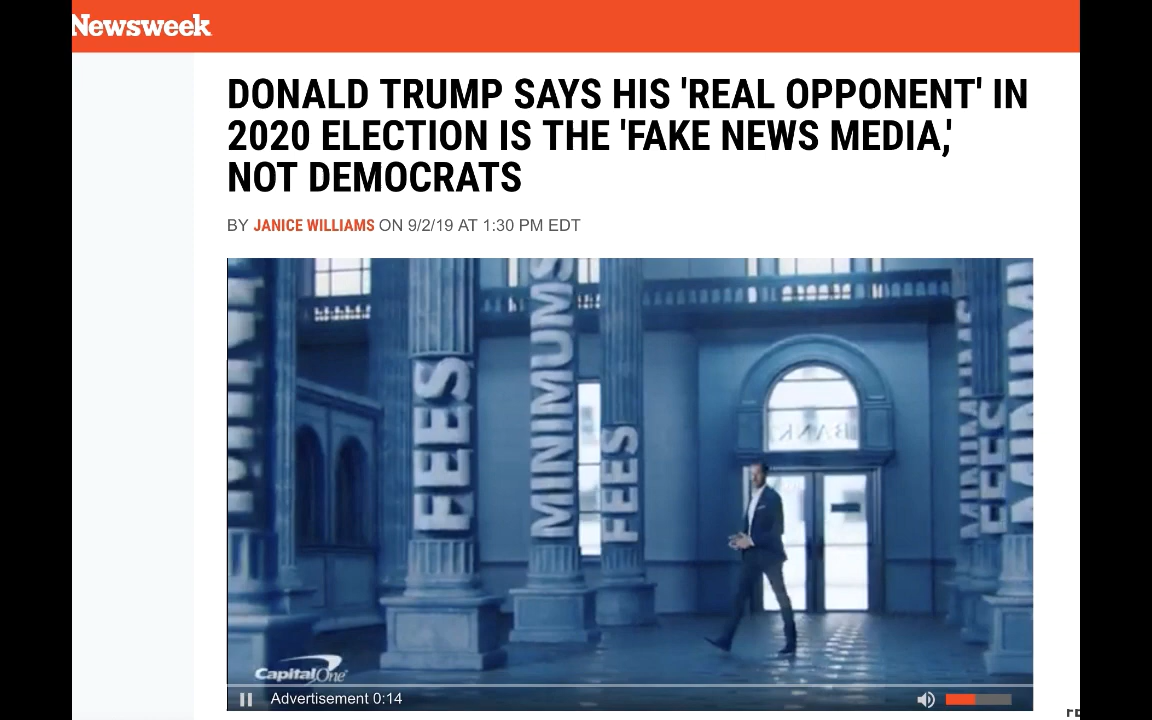 Newsweek
DONALD TRUMP SAYS HIS 'REAL OPPONENT' IN
2020 ELECTION IS THE 'FAKE NEWS MEDIA,'
NOT DEMOCRATS
BY JANICE WILLIAMS ON 9/2/19 AT 1:30 PM EDT
FEES
MINIMUMS
FEES
BANK
Capital One
Advertisement 0:14